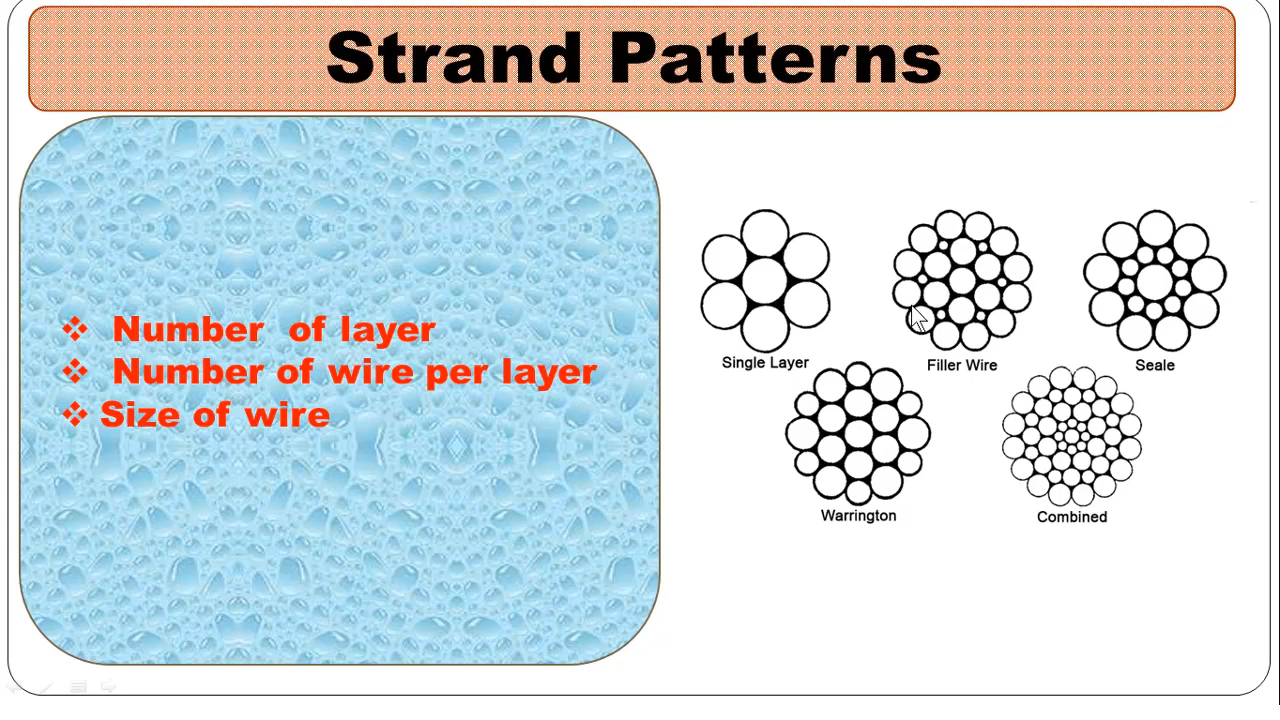 Strand Patterns
Number of layer
Number of wire per layer
Size of wire
Single Layer
Filler Wire
Seale
Warrington
Combined